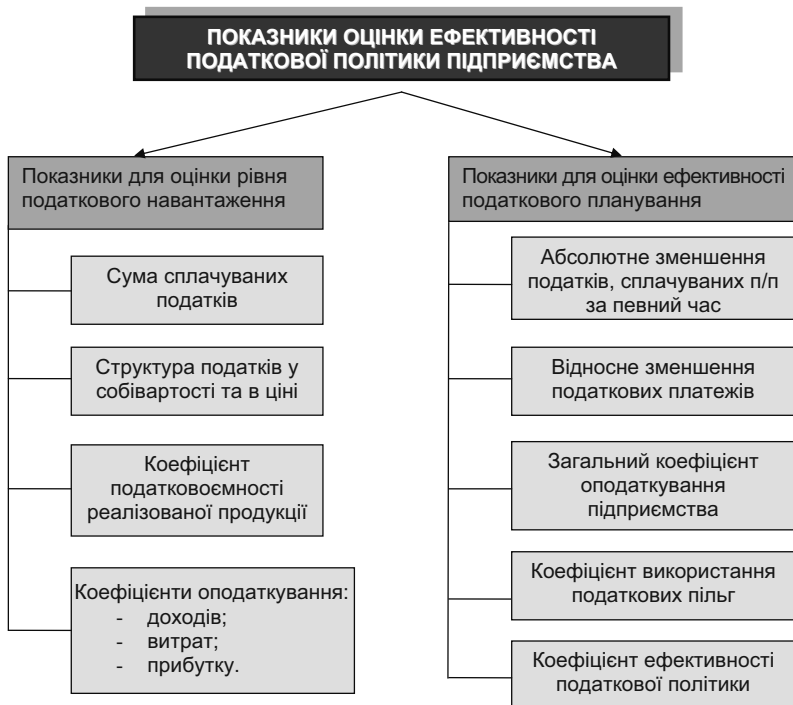 ПОКАЗНИКИ ОЦІНКИ ЕФЕКТИВНОСТІ
ПОДАТКОВОЇ ПОЛІТИКИ ПІДПРИЄМСТВА
Показники для оцінки рівня
податкового навантаження
Сума сплачуваних
податків
Структура податків у
собівартості та в ціні
Коефіцієнт
податковоємності
реалізованої продукції
Коефіцієнти оподаткування:
- доходів;
- витрат;
- прибутку.
Показники для оцінки ефективності
податкового планування
Абсолютне зменшення
податків, сплачуваних п/п
за певний час
Відносне зменшення
податкових платежів
Загальний коефіцієнт
оподаткування
підприємства
Коефіцієнт використання
податкових пільг
Коефіцієнт ефективності
податкової політики